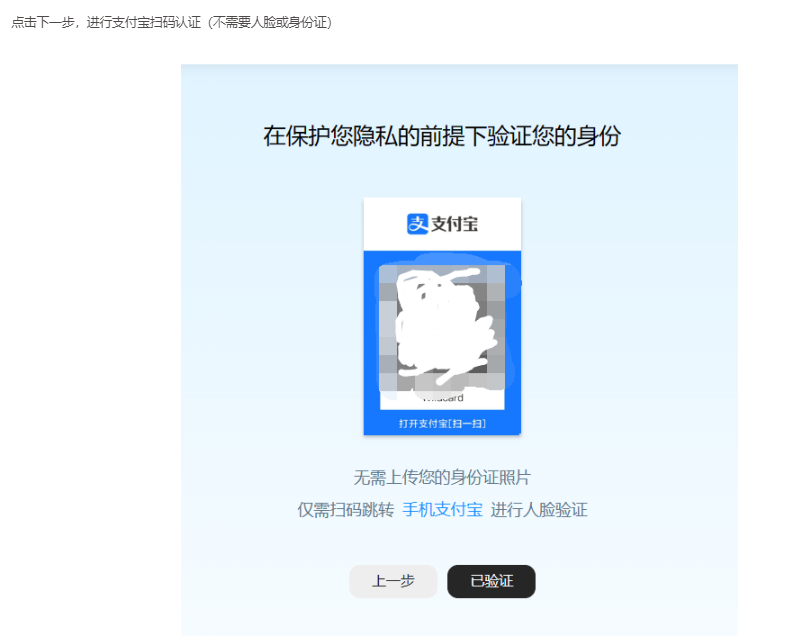 点击下一步，进行支付宝扫码认证（不需要人脸或身份证）
在保护您隐私的前提下验证您的身份
支 支付宝
打开支付宝[扫一扫]
无需上传您的身份证照片
仅需扫码跳转 手机支付宝 进行人脸验证
上一步 已验证